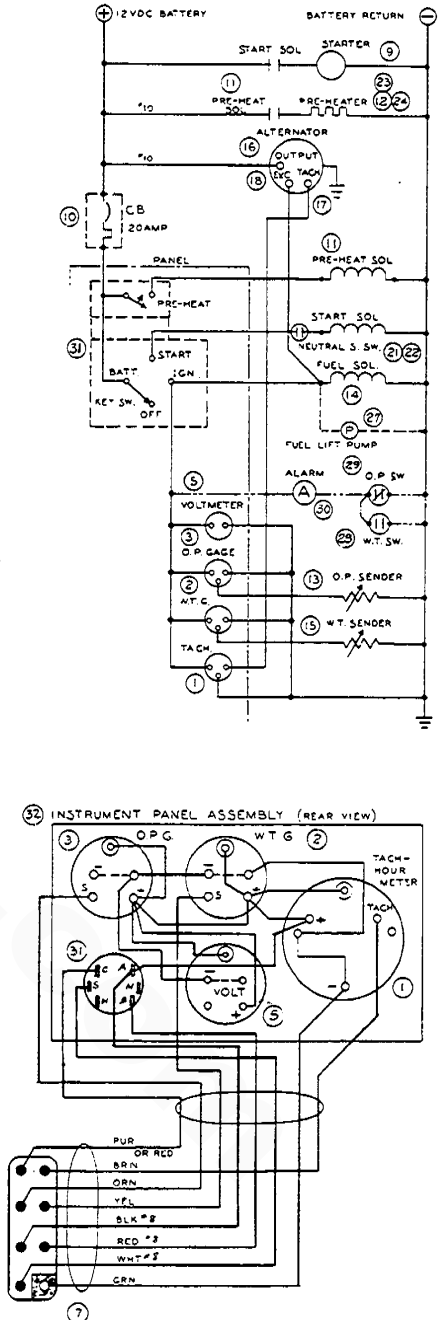 12VDC BATTERY
BATTERY RETURN
START SOL
STARTER
9
11
PRE-HEAT SOL
23
PRE-HEATER
12 24
#10
ALTERNATOR
16
OUTPUT
#10
18
EXC
TACH
17
10
CB
20AMP
PANEL
11
PRE-HEAT SOL
PRE-HEAT
31
START
START SOL
NEUTRAL S. SW.
21 22
FUEL SOL.
BATT.
IGN
14
KEY SW.
OFF
27
P
FUEL LIFT PUMP
29
5
ALARM
O.P. SW
A
VOLTMETER
30
3
28
W.T. SW.
O.P. GAGE
2
13
O.P. SENDER
W.T.G.
15
W.T. SENDER
TACH.
1
32 INSTRUMENT PANEL ASSEMBLY (REAR VIEW)
3
O.P.G.
W T G
2
TACH-
HOUR
METER
S
S
TACH
+
31
C
A
S
H
H
B
VOLT
5
+
1
-
PUR
OR RED
BRN
ORN
YEL
BLK #8
RED #8
WHT #8
GRN
7